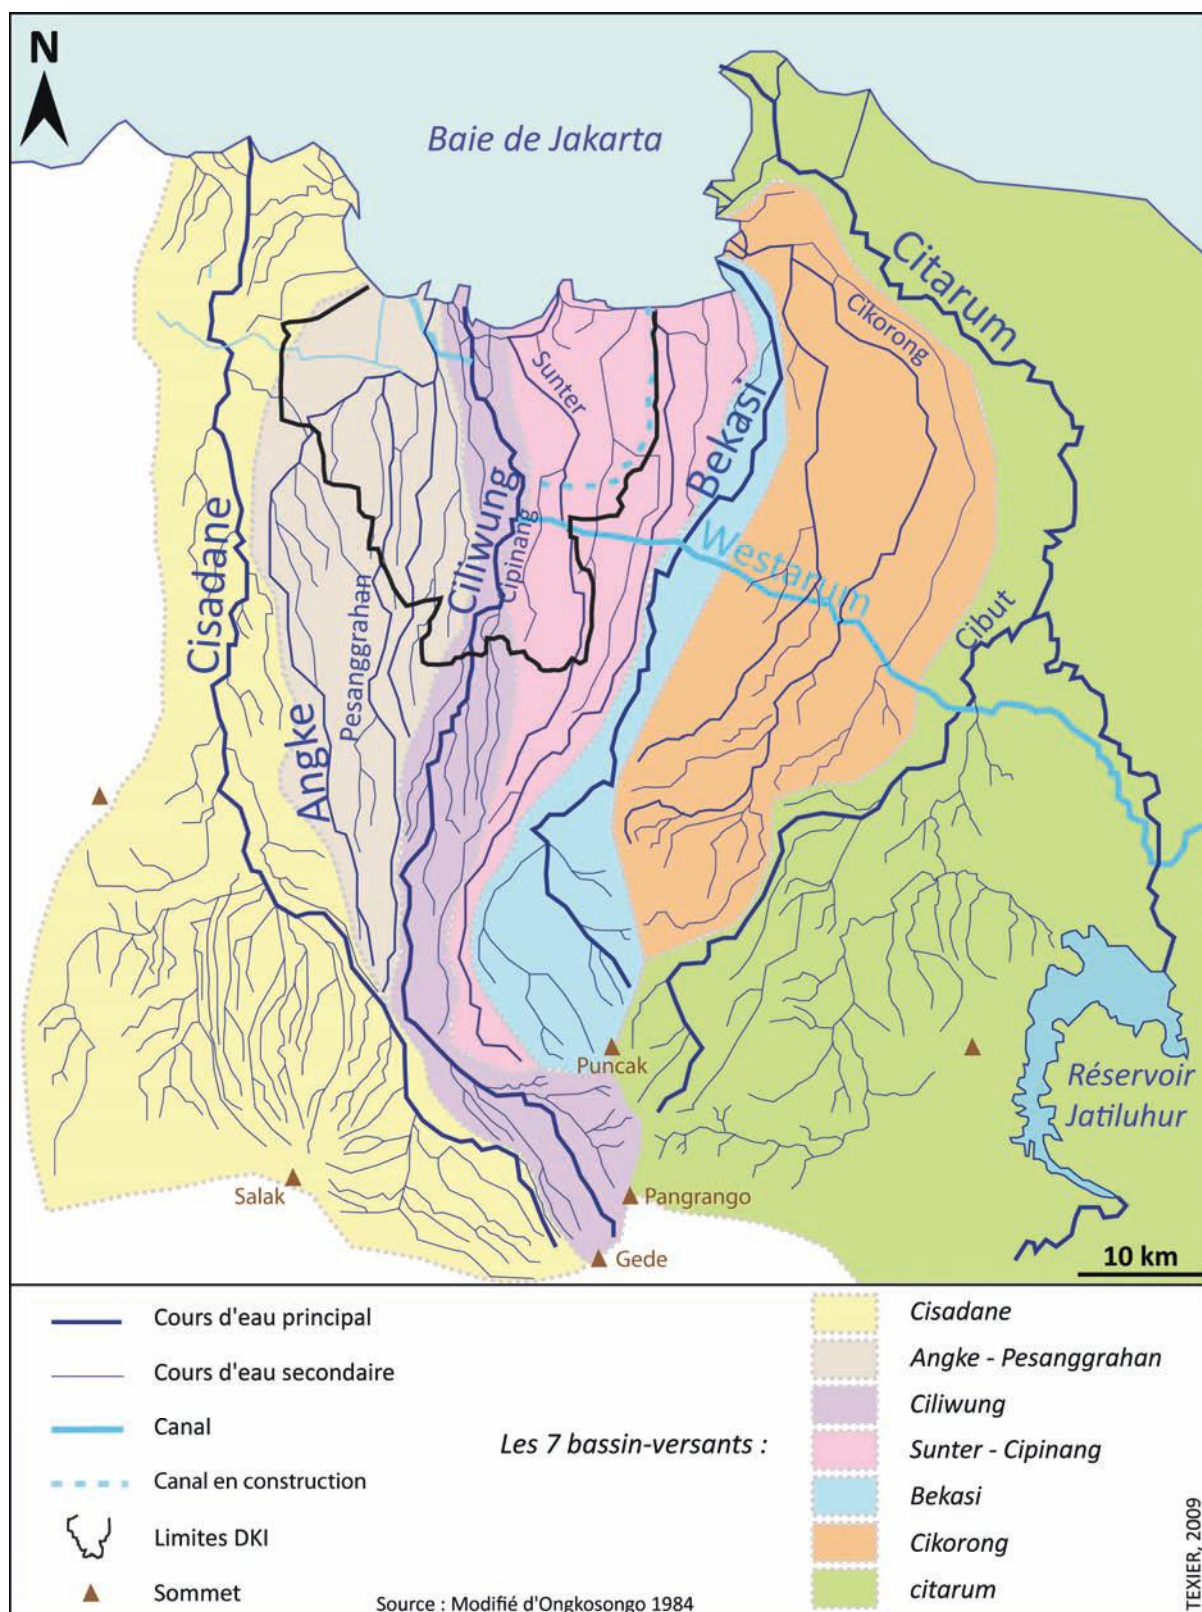 N
Baie de Jakarta
Citarum
Cikorong
Sunter
Bekasi
Cisadane
Ciliwung
Cipinang
Westarum
Pesanggrahan
Cibut
Angke
Puncak
Réservoir
Jatiluhur
Salak
Pangrango
Gede
10 km
Cours d'eau principal
Cours d'eau secondaire
Canal
Canal en construction
Limites DKI
Sommet
Les 7 bassin-versants :
Cisadane
Angke - Pesanggrahan
Ciliwung
Sunter - Cipinang
Bekasi
Cikorong
citarum
Source : Modifié d'Ongkosongo 1984
TEXIER, 2009